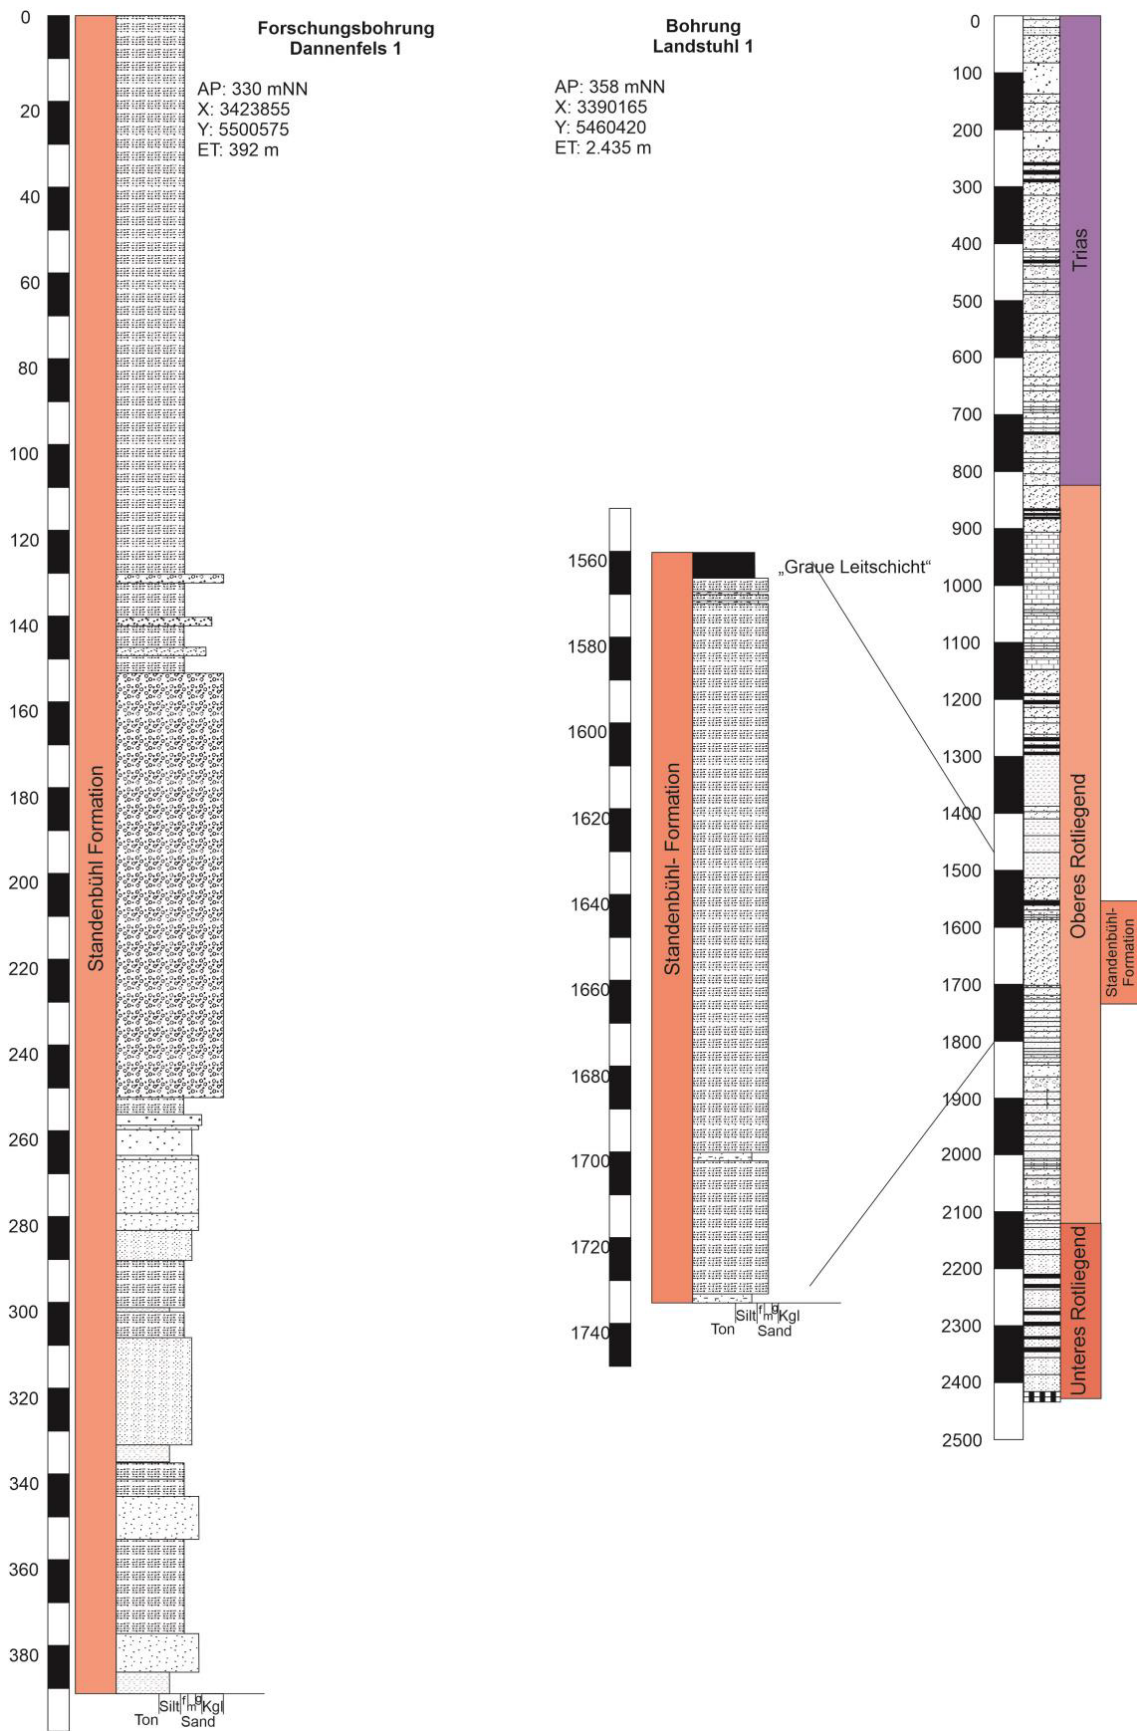 Forschungsbohrung
Dannenfels 1
AP: 330 mNN
X: 3423855
Y: 5500575
ET: 392 m
0
20
40
60
80
100
120
140
160
180
200
220
240
260
280
300
320
340
360
380
Standenbühl Formation
Ton
Silt
f
m
g
Sand
Kgl
Bohrung
Landstuhl 1
AP: 358 mNN
X: 3390165
Y: 5460420
ET: 2.435 m
1560
1580
1600
1620
1640
1660
1680
1700
1720
1740
Standenbühl- Formation
„Graue Leitschicht“
Ton
Silt
f
m
g
Sand
Kgl
0
100
200
300
400
500
600
700
800
900
1000
1100
1200
1300
1400
1500
1600
1700
1800
1900
2000
2100
2200
2300
2400
2500
Trias
Oberes Rotliegend
Unteres Rotliegend
Standenbühl-
Formation